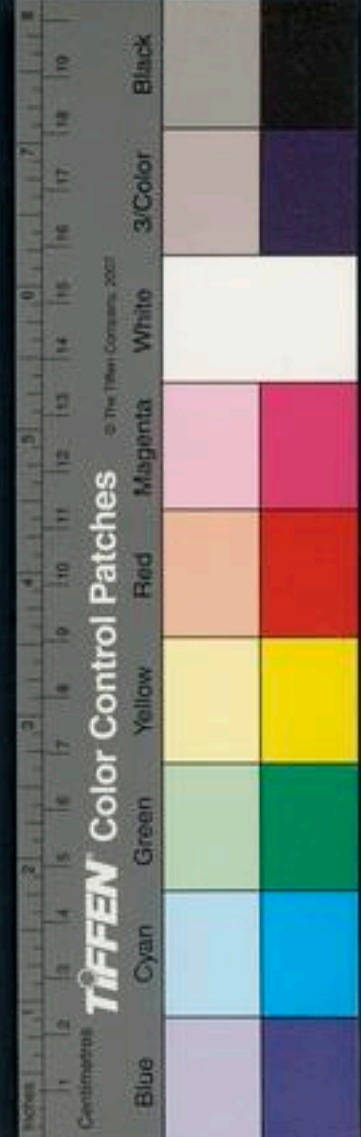 Inches 1 2 3 4 5 6 7 8
Centimetres 1 2 3 4 5 6 7 8 9 10 11 12 13 14 15 16 17 18 19
TIFFEN Color Control Patches © The Tiffen Company, 2007
Blue Cyan Green Yellow Red Magenta White 3/Color Black